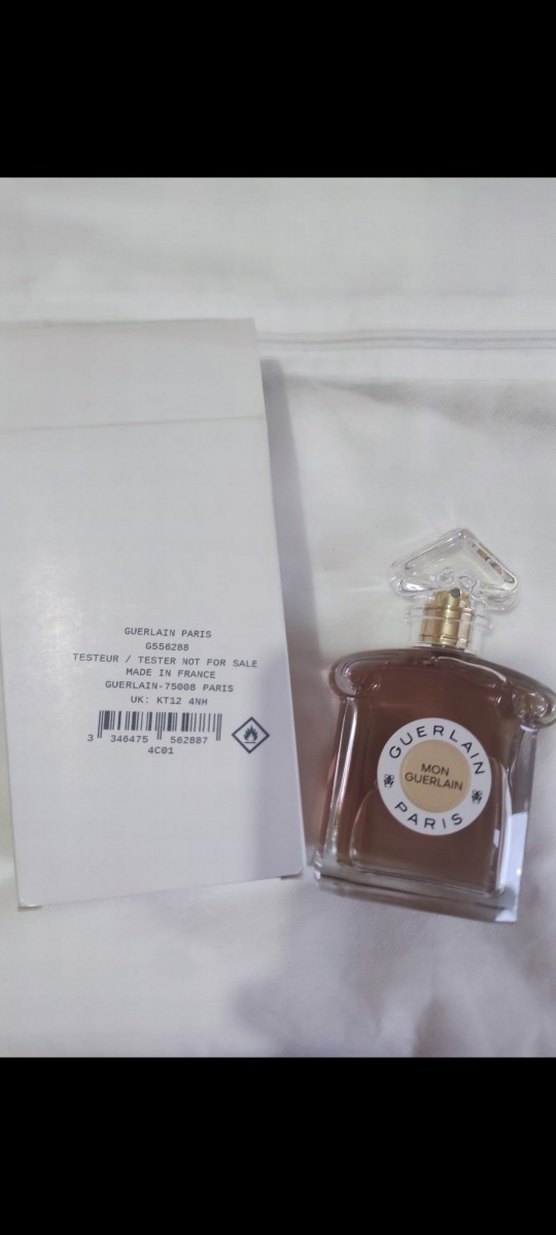 GUERLAIN PARIS
G556288
TESTEUR / TESTER NOT FOR SALE
MADE IN FRANCE
GUERLAIN-75008 PARIS
UK: KT12 4NH
3 346475 562887
4C01
GUERLAIN
MON
GUERLAIN
PARIS